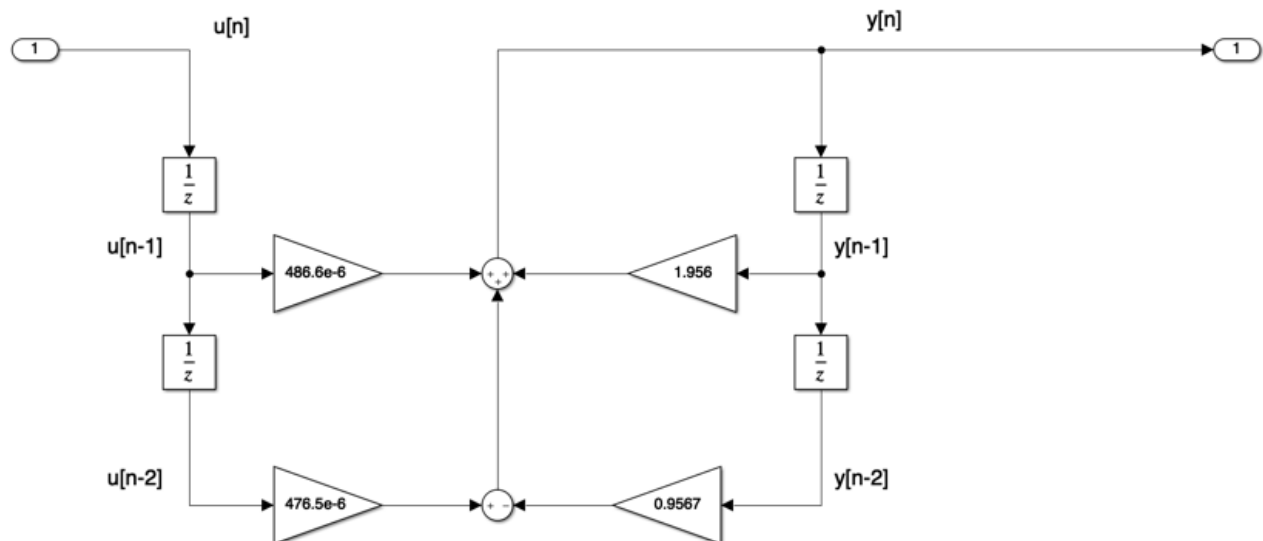 u[n]
y[n]
1
1
1
z
1
z
u[n-1]
486.6e-6
+ +
+
1.956
y[n-1]
1
z
1
z
u[n-2]
476.5e-6
+ -
0.9567
y[n-2]